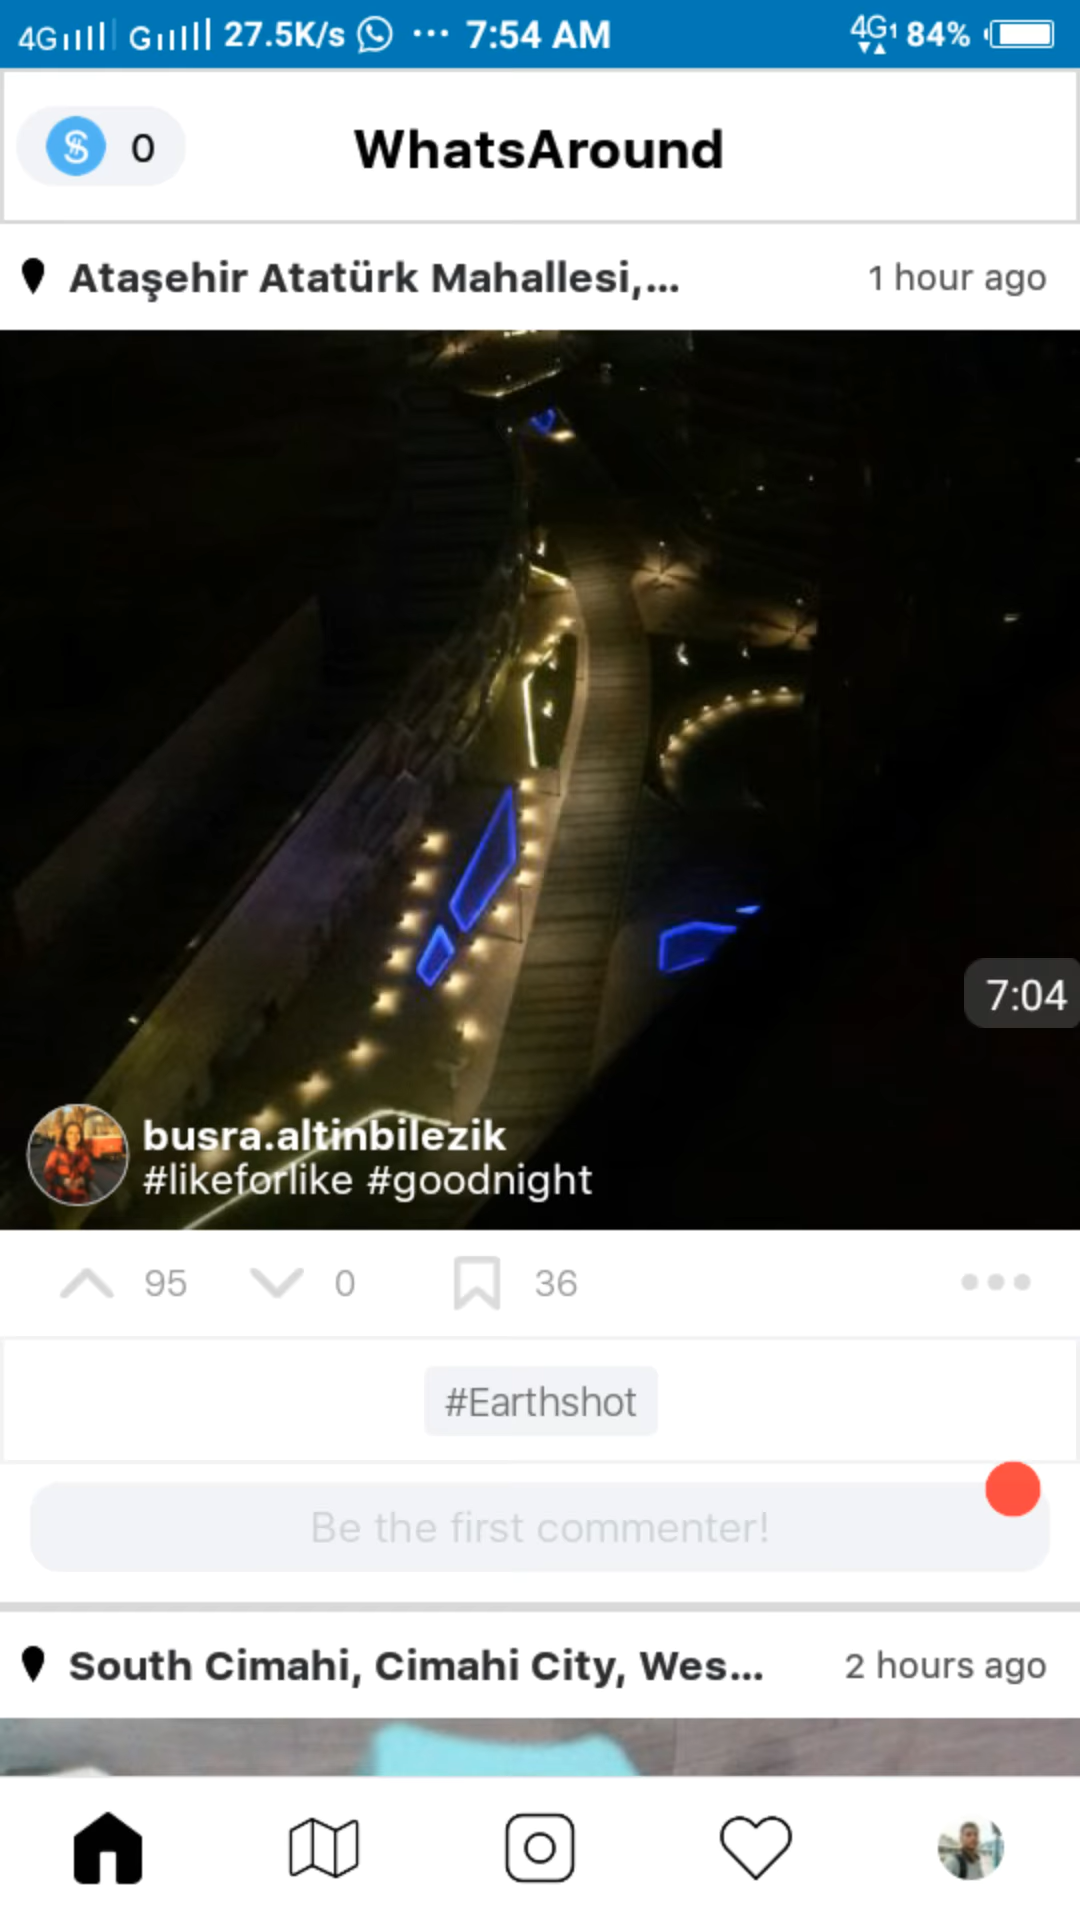 4G G 27.5K/s ... 7:54 AM 4G1 84%
0 WhatsAround
Ataşehir Atatürk Mahallesi,... 1 hour ago
7:04
busra.altinbilezik
#likeforlike #goodnight
95 0 36
#Earthshot
Be the first commenter!
South Cimahi, Cimahi City, Wes... 2 hours ago